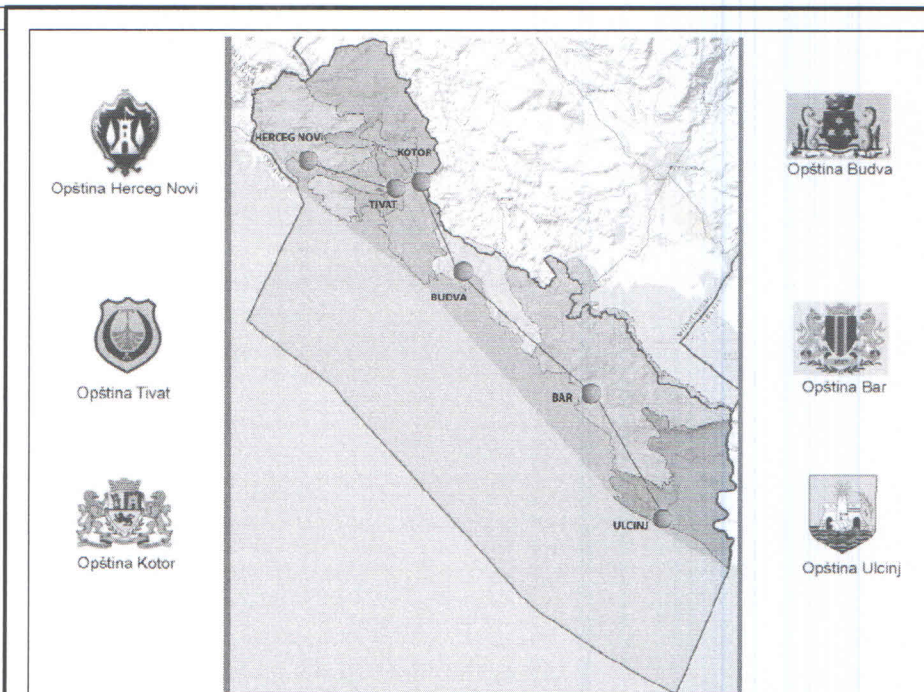 Opština Herceg Novi
Opština Tivat
Opština Kotor
HERCEG NOVI
KOTOR
TIVAT
BUDVA
BAR
ULCINJ
Opština Budva
Opština Bar
Opština Ulcinj